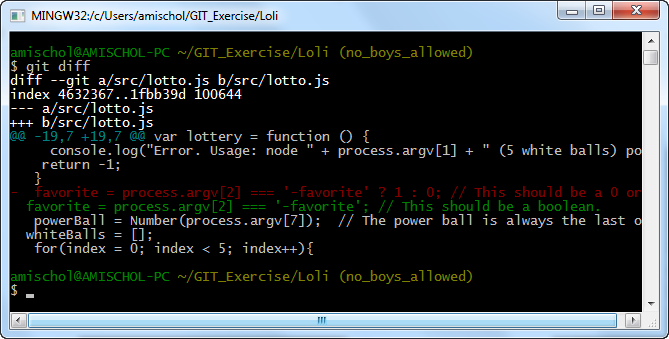 MINGW32:/c/Users/amischol/GIT_Exercise/Loli
amischol@AMISCHOL-PC ~/GIT_Exercise/Loli (no_boys_allowed)
$ git diff
diff --git a/src/lotto.js b/src/lotto.js
index 4632367..1fbb39d 100644
--- a/src/lotto.js
+++ b/src/lotto.js
@@ -19,7 +19,7 @@ var lottery = function () {
     console.log("Error. Usage: node " + process.argv[1] + " (5 white balls) po
    return -1;
   }
-  favorite = process.argv[2] === '-favorite' ? 1 : 0; // This should be a 0 or
  favorite = process.argv[2] === '-favorite'; // This should be a boolean.
   powerBall = Number(process.argv[7]);  // The power ball is always the last o
  whiteBalls = [];
   for(index = 0; index < 5; index++){
amischol@AMISCHOL-PC ~/GIT_Exercise/Loli (no_boys_allowed)
$